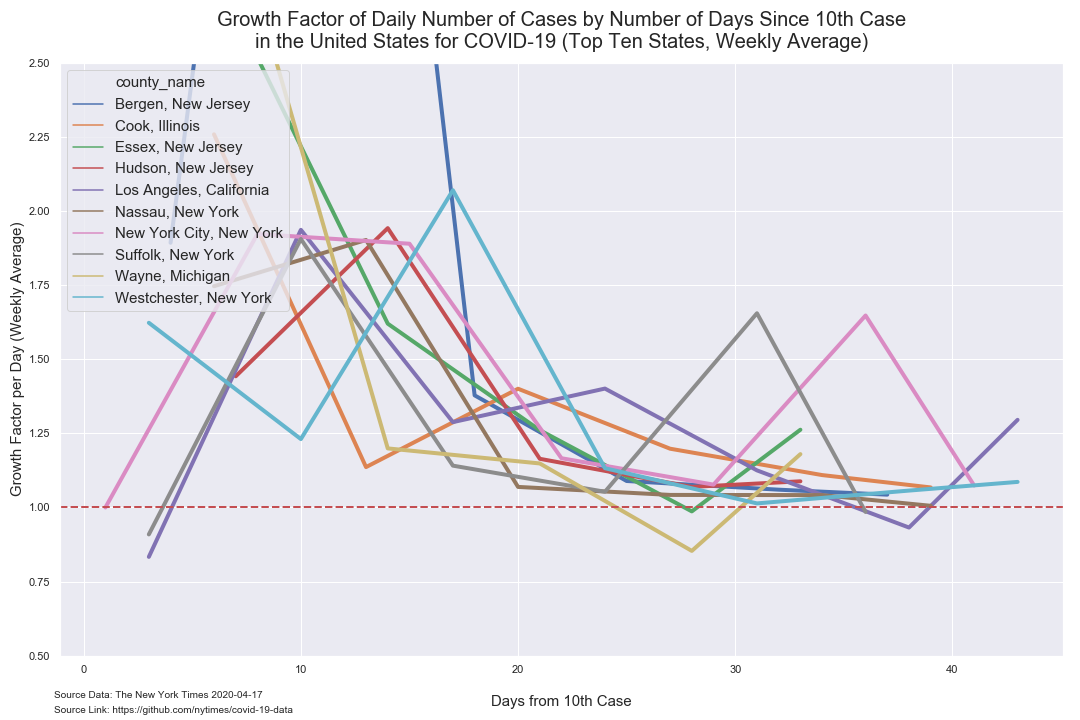 Growth Factor of Daily Number of Cases by Number of Days Since 10th Case
in the United States for COVID-19 (Top Ten States, Weekly Average)
2.50
2.25
2.00
1.75
1.50
1.25
1.00
0.75
0.50
Growth Factor per Day (Weekly Average)
county_name
Bergen, New Jersey
Cook, Illinois
Essex, New Jersey
Hudson, New Jersey
Los Angeles, California
Nassau, New York
New York City, New York
Suffolk, New York
Wayne, Michigan
Westchester, New York
0 10 20 30 40
Days from 10th Case
Source Data: The New York Times 2020-04-17
Source Link: https://github.com/nytimes/covid-19-data